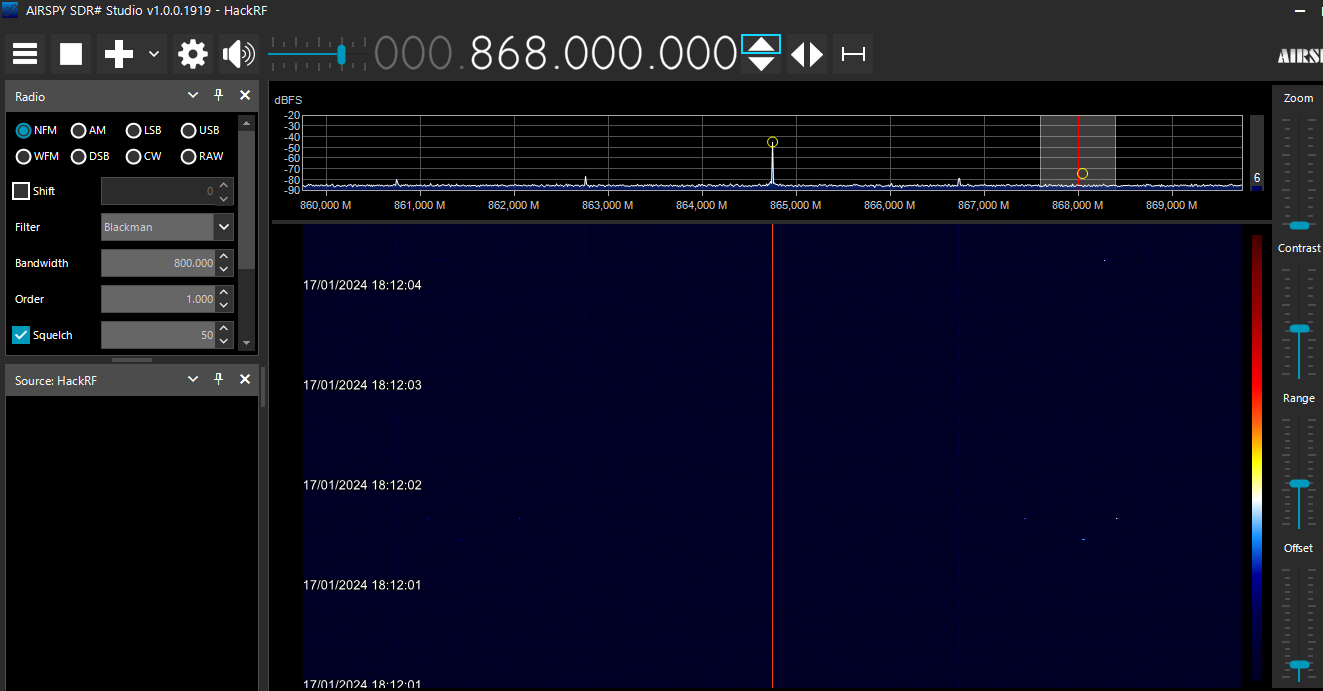 AIRSPY SDR# Studio v1.0.0.1919 - HackRF
000.868.000.000
Radio
NFM AM LSB USB
WFM DSB CW RAW
Shift 0
Filter Blackman
Bandwidth 800.000
Order 1.000
Squelch 50
Source: HackRF
dBFS
-20
-30
-40
-50
-60
-70
-80
-90
6
860,000 M 861,000 M 862,000 M 863,000 M 864,000 M 865,000 M 866,000 M 867,000 M 868,000 M 869,000 M
17/01/2024 18:12:04
17/01/2024 18:12:03
17/01/2024 18:12:02
17/01/2024 18:12:01
17/01/2024 18:12:01
Zoom
Contrast
Range
Offset